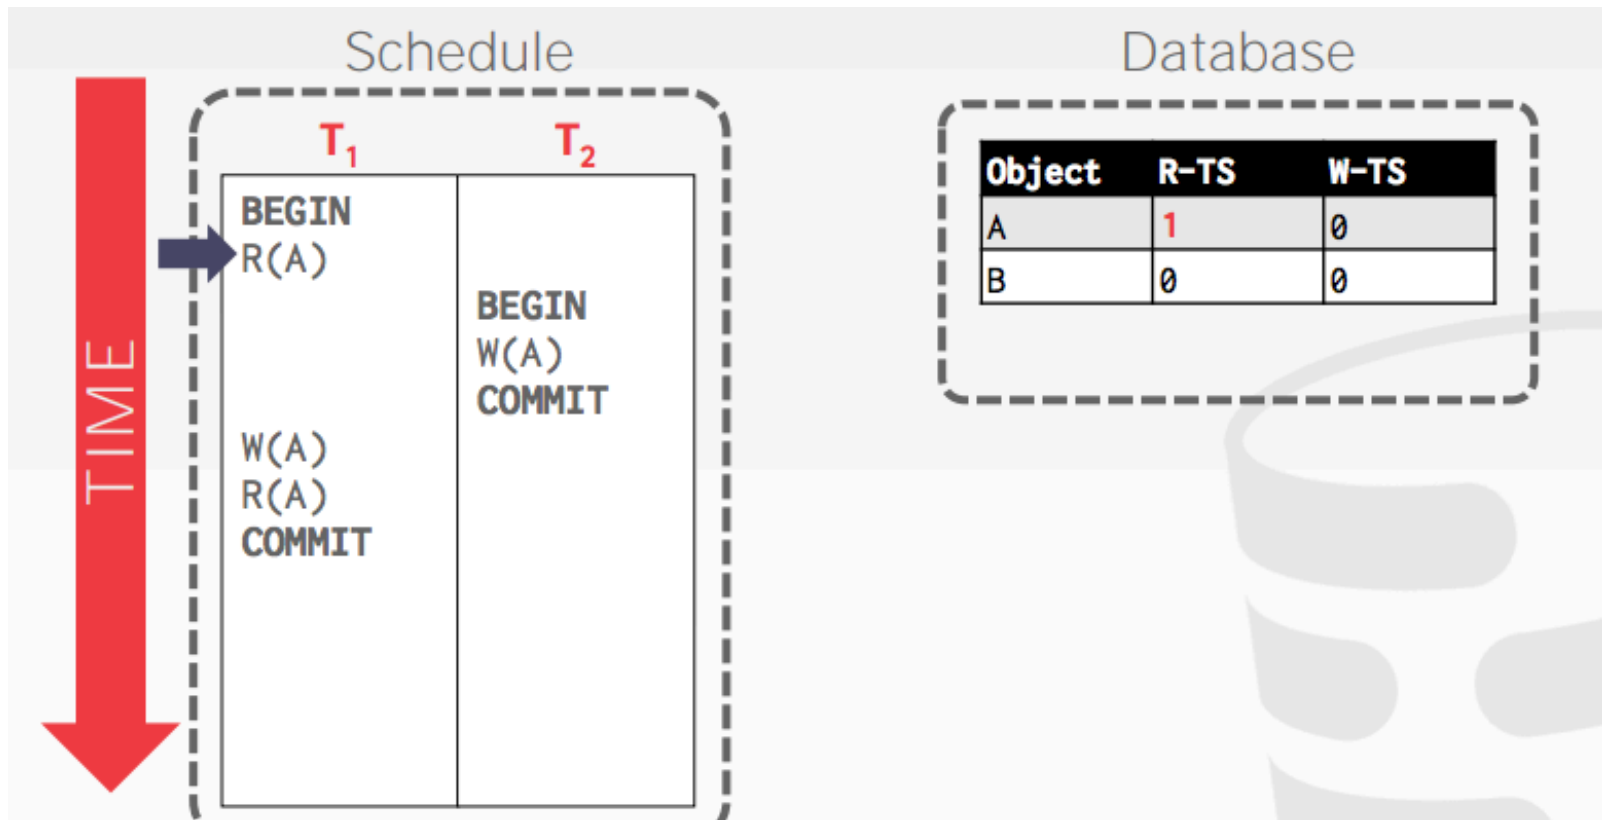 Schedule
Database
TIME
T1
T2
BEGIN
R(A)
BEGIN
W(A)
COMMIT
W(A)
R(A)
COMMIT
Object R-TS W-TS
A 1 0
B 0 0